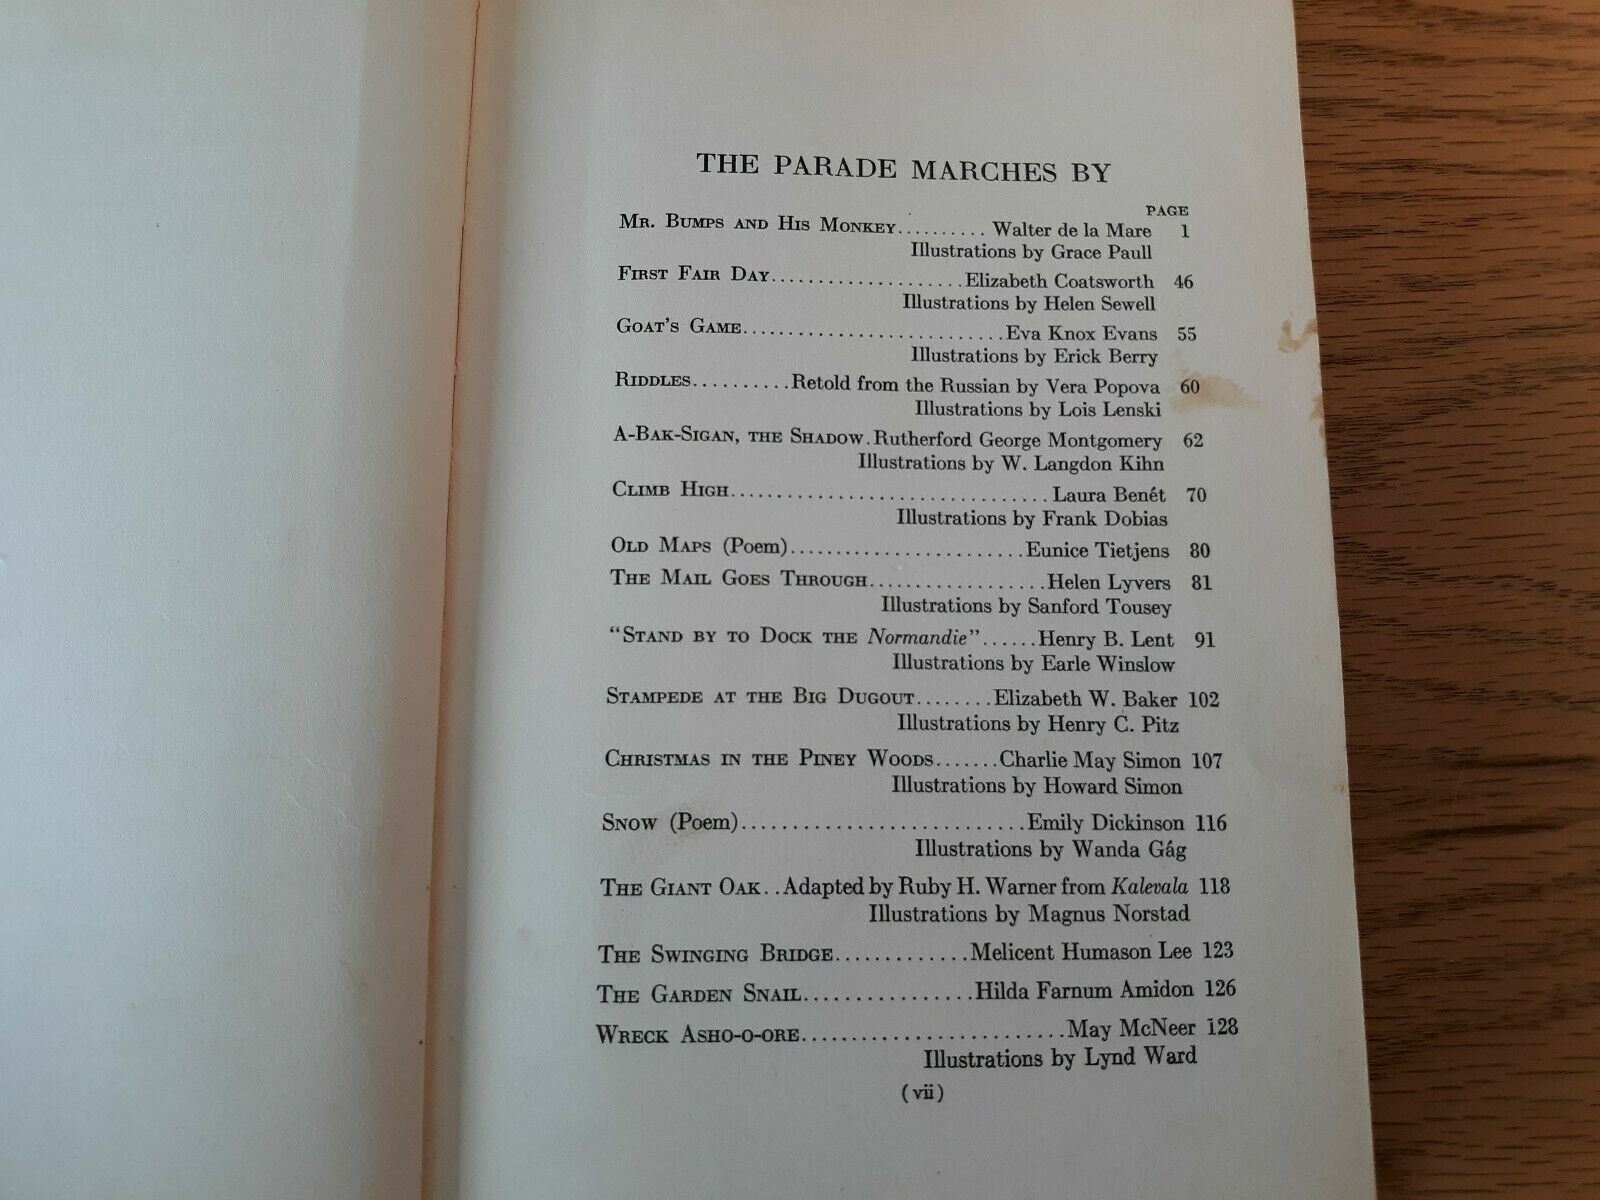 THE PARADE MARCHES BY
PAGE
MR. BUMPS AND HIS MONKEY.......... Walter de la Mare 1
Illustrations by Grace Paull
FIRST FAIR DAY.....................Elizabeth Coatsworth 46
Illustrations by Helen Sewell
GOAT'S GAME............................Eva Knox Evans 55
Illustrations by Erick Berry
RIDDLES..........Retold from the Russian by Vera Popova 60
Illustrations by Lois Lenski
A-BAK-SIGAN, THE SHADOW.Rutherford George Montgomery 62
Illustrations by W. Langdon Kihn
CLIMB HIGH...................................Laura Benét 70
Illustrations by Frank Dobias
OLD MAPS (Poem)..........................Eunice Tietjens 80
THE MAIL GOES THROUGH...................Helen Lyvers 81
Illustrations by Sanford Tousey
"STAND BY TO DOCK THE Normandie"......Henry B. Lent 91
Illustrations by Earle Winslow
STAMPEDE AT THE BIG DUGOUT........Elizabeth W. Baker 102
Illustrations by Henry C. Pitz
CHRISTMAS IN THE PINEY WOODS.......Charlie May Simon 107
Illustrations by Howard Simon
SNOW (Poem)............................Emily Dickinson 116
Illustrations by Wanda Gág
THE GIANT OAK..Adapted by Ruby H. Warner from Kalevala 118
Illustrations by Magnus Norstad
THE SWINGING BRIDGE.............Melicent Humason Lee 123
THE GARDEN SNAIL.................Hilda Farnum Amidon 126
WRECK ASHO-O-ORE..........................May McNeer 128
Illustrations by Lynd Ward
(vii)